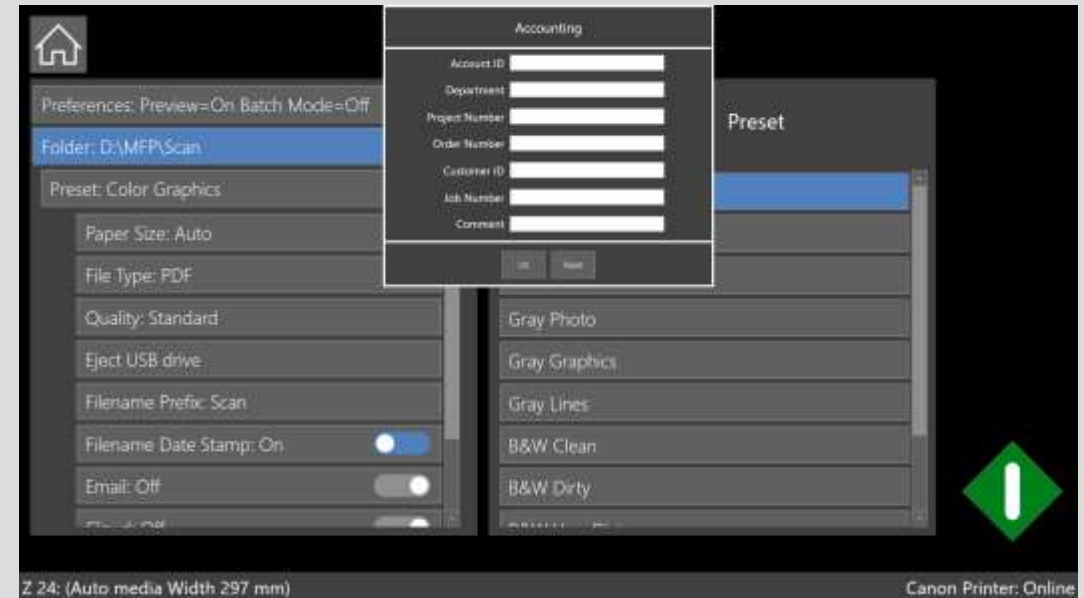 Accounting
Account ID
Department
Project Number
Order Number
Customer ID
Job Number
Comment
OK
Reset
Preferences: Preview=On Batch Mode=Off
Folder: D:\MFP\Scan
Preset: Color Graphics
Paper Size: Auto
File Type: PDF
Quality: Standard
Eject USB drive
Filename Prefix: Scan
Filename Date Stamp: On
Email: Off
Preset
Gray Photo
Gray Graphics
Gray Lines
B&W Clean
B&W Dirty
Z 24: (Auto media Width 297 mm)
Canon Printer: Online